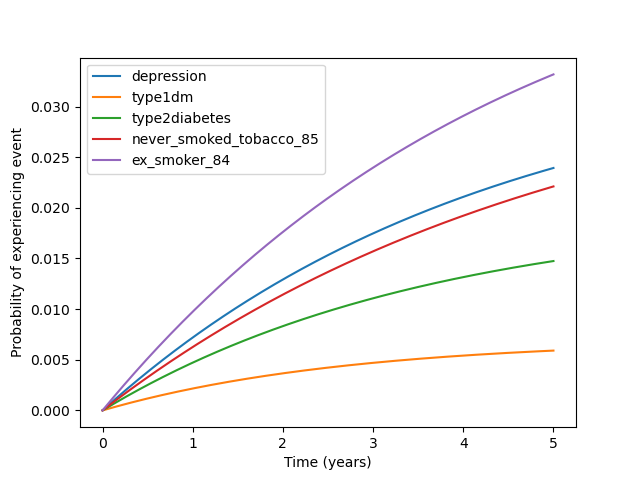 depression
type1dm
type2diabetes
never_smoked_tobacco_85
ex_smoker_84
Probability of experiencing event
0.030
0.025
0.020
0.015
0.010
0.005
0.000
0 1 2 3 4 5
Time (years)